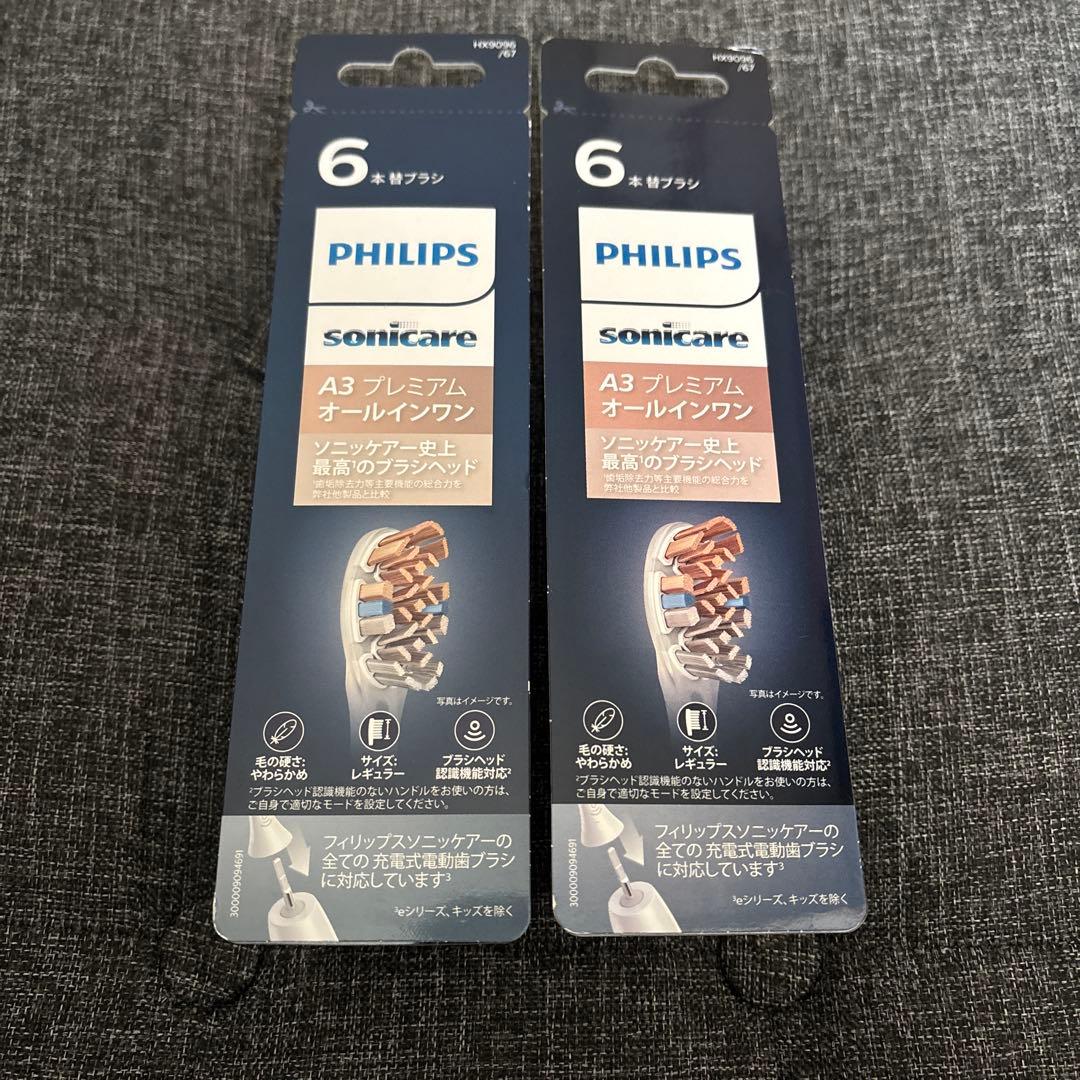 HX9096
/67
6本 替ブラシ
PHILIPS
sonicare
A3 プレミアム
オールインワン
ソニッケアー史上
最高¹のブラシヘッド
¹歯垢除去力等主要機能の総合力を
弊社他製品と比較
写真はイメージです。
毛の硬さ:
やわらかめ
サイズ:
レギュラー
ブラシヘッド
認識機能対応²
²ブラシヘッド認識機能のないハンドルをお使いの方は、
ご自身で適切なモードを設定してください。
フィリップスソニッケアーの
全ての 充電式電動歯ブラシ
に対応しています³
³eシリーズ、キッズを除く
300009094691
HX9096
/67
6本 替ブラシ
PHILIPS
sonicare
A3 プレミアム
オールインワン
ソニッケアー史上
最高¹のブラシヘッド
¹歯垢除去力等主要機能の総合力を
弊社他製品と比較
写真はイメージです。
毛の硬さ:
やわらかめ
サイズ:
レギュラー
ブラシヘッド
認識機能対応²
²ブラシヘッド認識機能のないハンドルをお使いの方は、
ご自身で適切なモードを設定してください。
フィリップスソニッケアーの
全ての 充電式電動歯ブラシ
に対応しています³
³eシリーズ、キッズを除く
300009094691